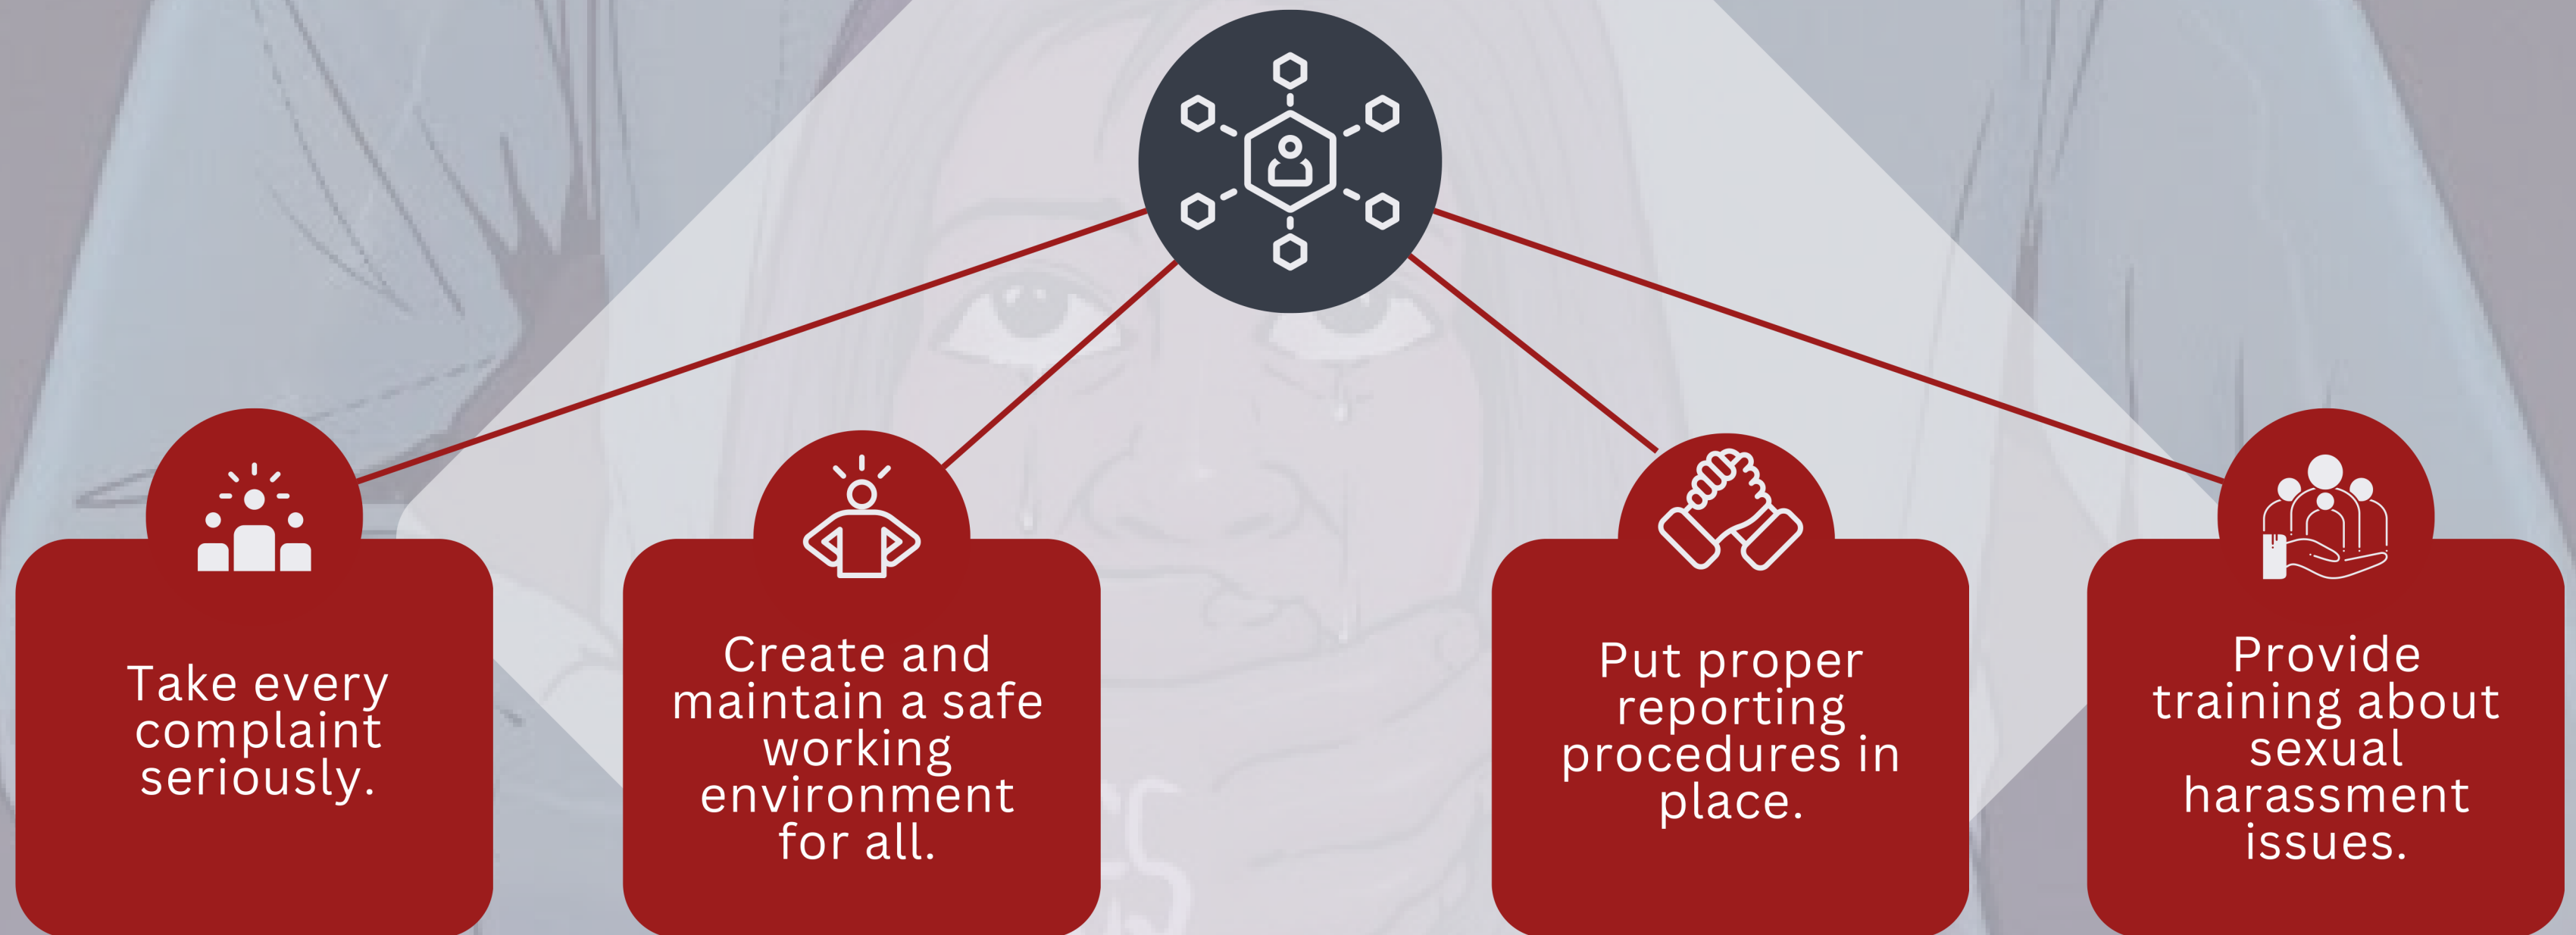 Take every
complaint
seriously.
Create and
maintain a safe
working
environment
for all.
Put proper
reporting
procedures in
place.
Provide
training about
sexual
harassment
issues.